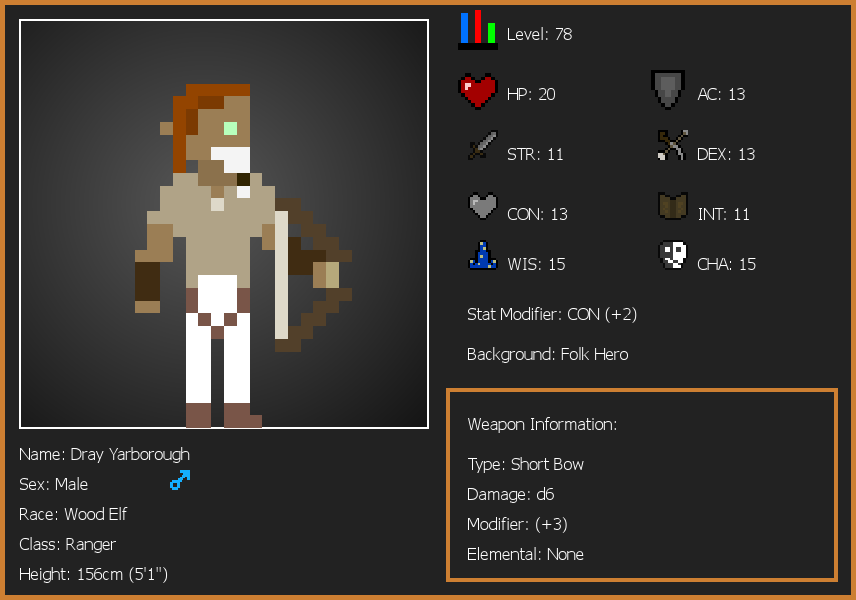 Level: 78
HP: 20
AC: 13
STR: 11
DEX: 13
CON: 13
INT: 11
WIS: 15
CHA: 15
Stat Modifier: CON (+2)
Background: Folk Hero
Weapon Information:
Type: Short Bow
Damage: d6
Modifier: (+3)
Elemental: None
Name: Dray Yarborough
Sex: Male
Race: Wood Elf
Class: Ranger
Height: 156cm (5'1")